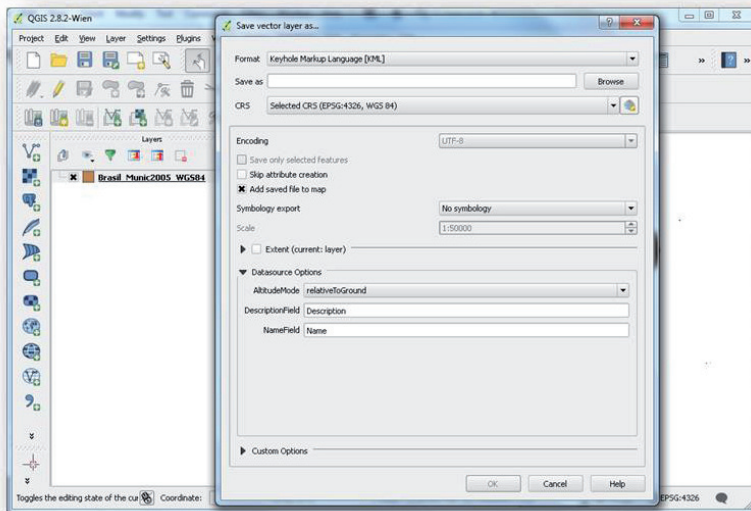 QGIS 2.8.2-Wien
Project Edit View Layer Settings Plugins
Layers
Brasil_Munic2005_WGS84
Toggles the editing state of the cur
Coordinate:
Save vector layer as...
Format Keyhole Markup Language [KML]
Save as Browse
CRS Selected CRS (EPSG:4326, WGS 84)
Encoding UTF-8
Save only selected features
Skip attribute creation
Add saved file to map
Symbology export No symbology
Scale 1:50000
Extent (current: layer)
Datasource Options
AltitudeMode relativeToGround
DescriptionField Description
NameField Name
Custom Options
OK Cancel Help
EPSG:4326